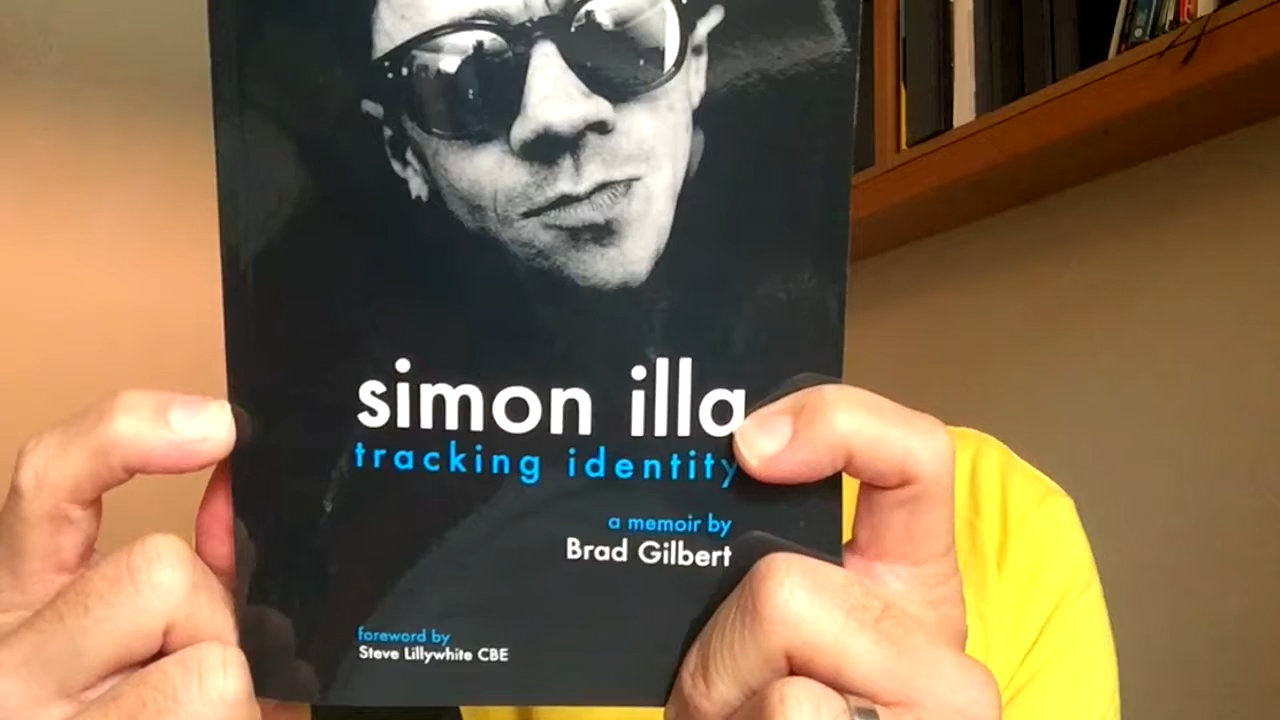 simon illa
tracking identity
a memoir by
Brad Gilbert
foreword by
Steve Lillywhite CBE